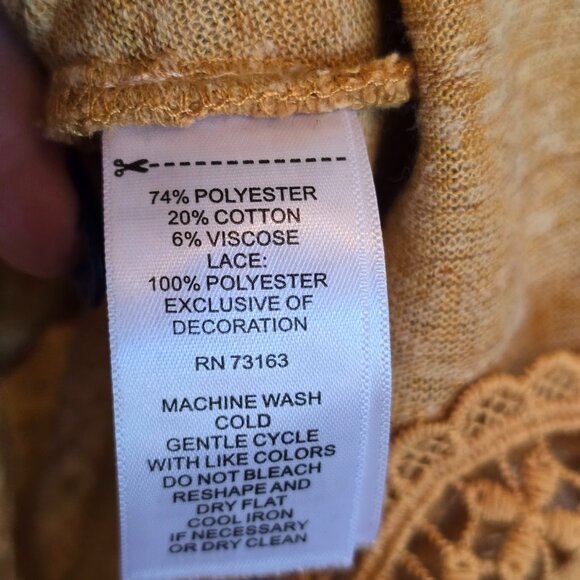 74% POLYESTER
20% COTTON
6% VISCOSE
LACE:
100% POLYESTER
EXCLUSIVE OF
DECORATION
RN 73163
MACHINE WASH
COLD
GENTLE CYCLE
WITH LIKE COLORS
DO NOT BLEACH
RESHAPE AND
DRY FLAT
COOL IRON
IF NECESSARY
OR DRY CLEAN